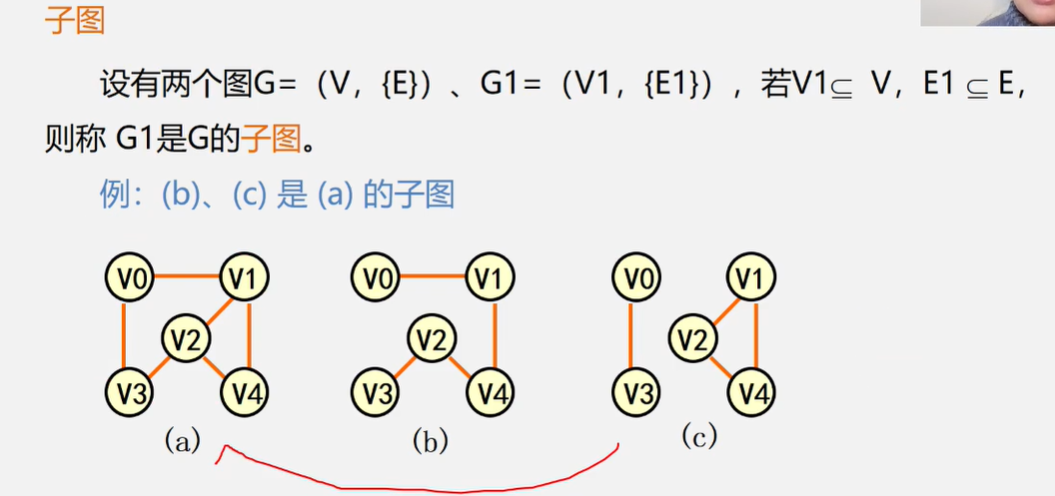 子图
设有两个图G=（V，{E}）、G1=（V1，{E1}），若V1⊆ V，E1 ⊆ E，
则称 G1是G的子图。
例：(b)、(c) 是 (a) 的子图
V0 V1 V0 V1 V0 V1
V2 V2 V2
V3 V4 V3 V4 V3 V4
(a) (b) (c)